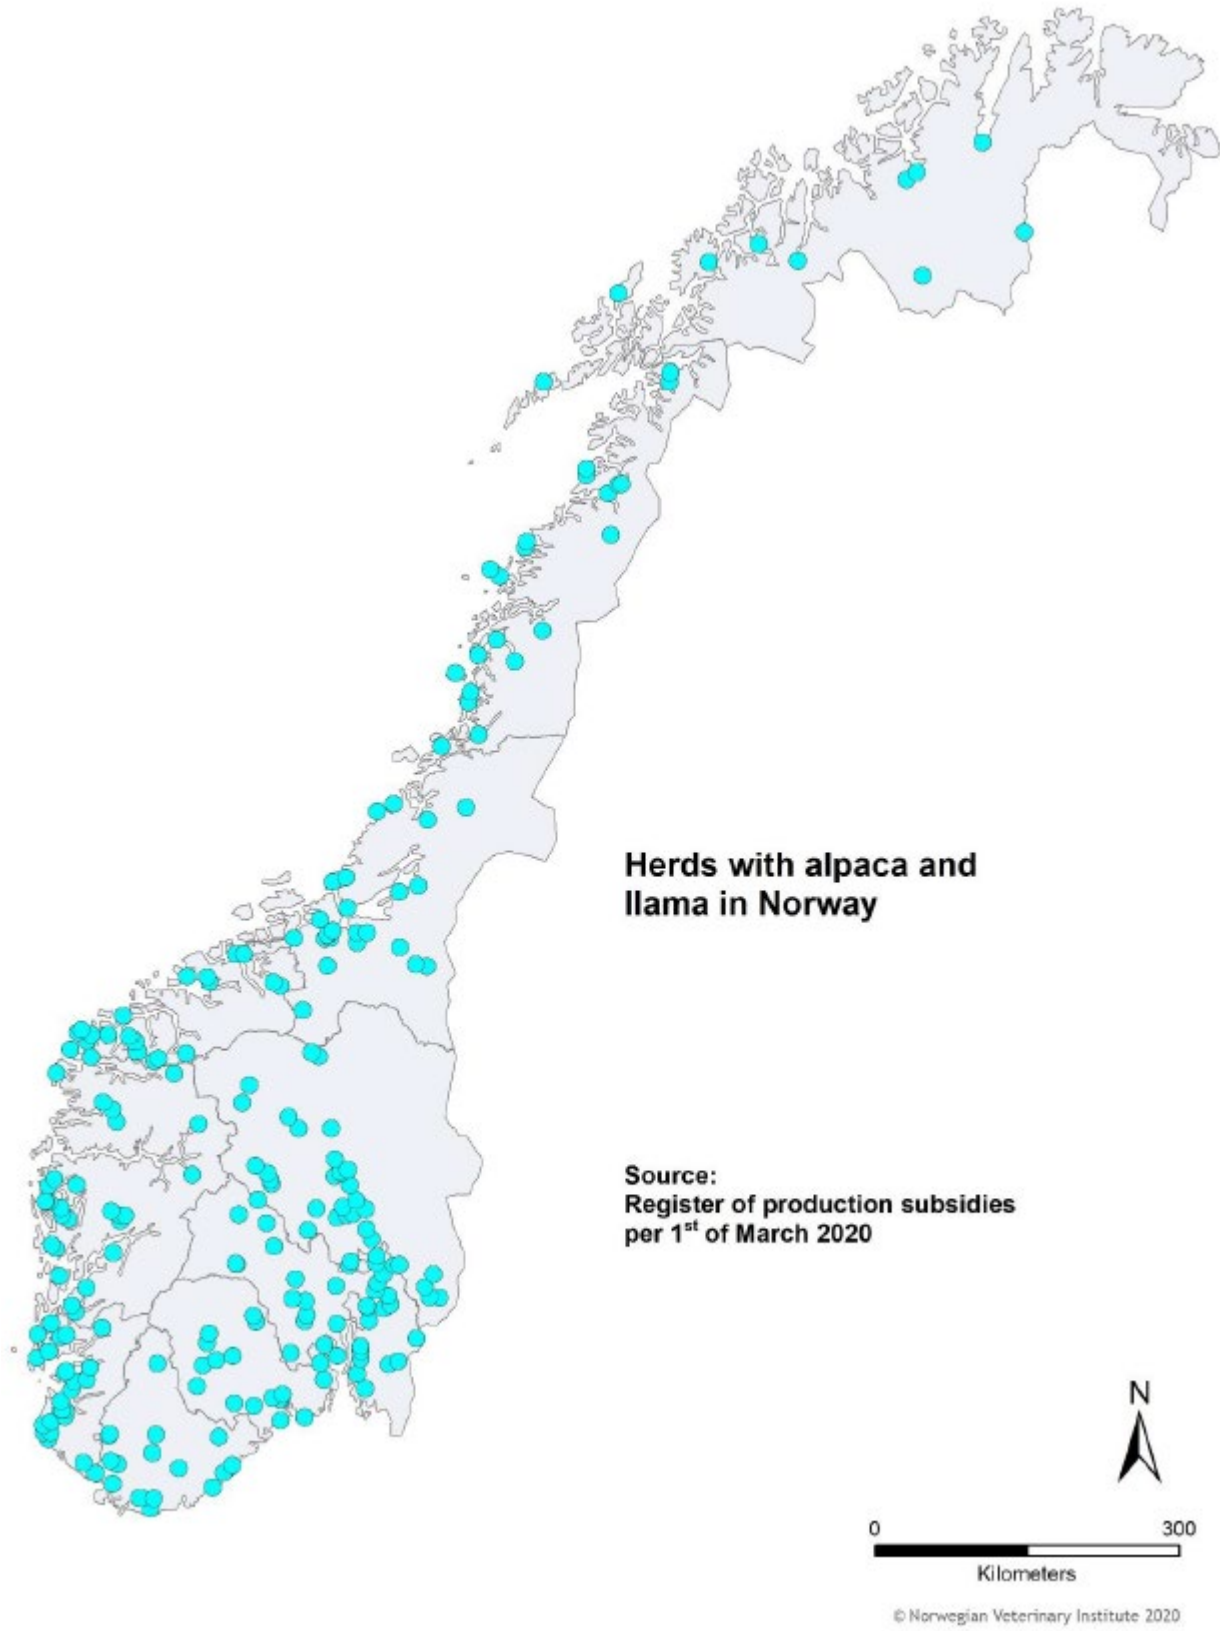 Herds with alpaca and
llama in Norway
Source:
Register of production subsidies
per 1st of March 2020
N
0 300
Kilometers
© Norwegian Veterinary Institute 2020